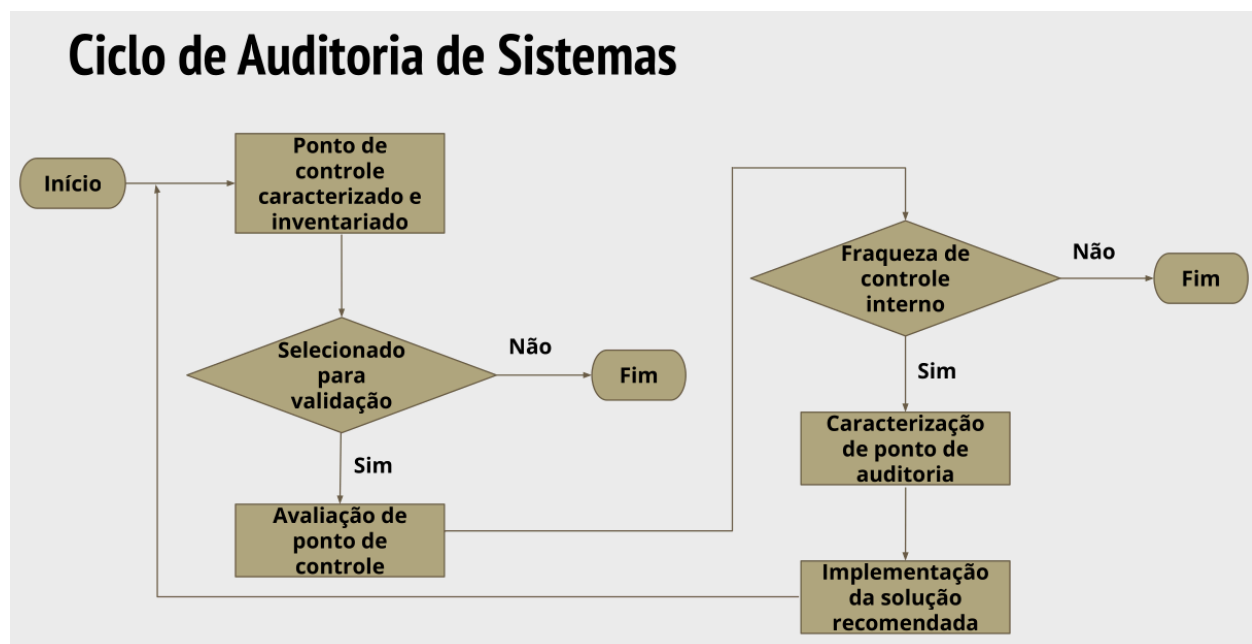 Ciclo de Auditoria de Sistemas
Início
Ponto de
controle
caracterizado e
inventariado
Selecionado
para
validação
Não
Fim
Sim
Avaliação de
ponto de
controle
Fraqueza de
controle
interno
Não
Fim
Sim
Caracterização
de ponto de
auditoria
Implementação
da solução
recomendada